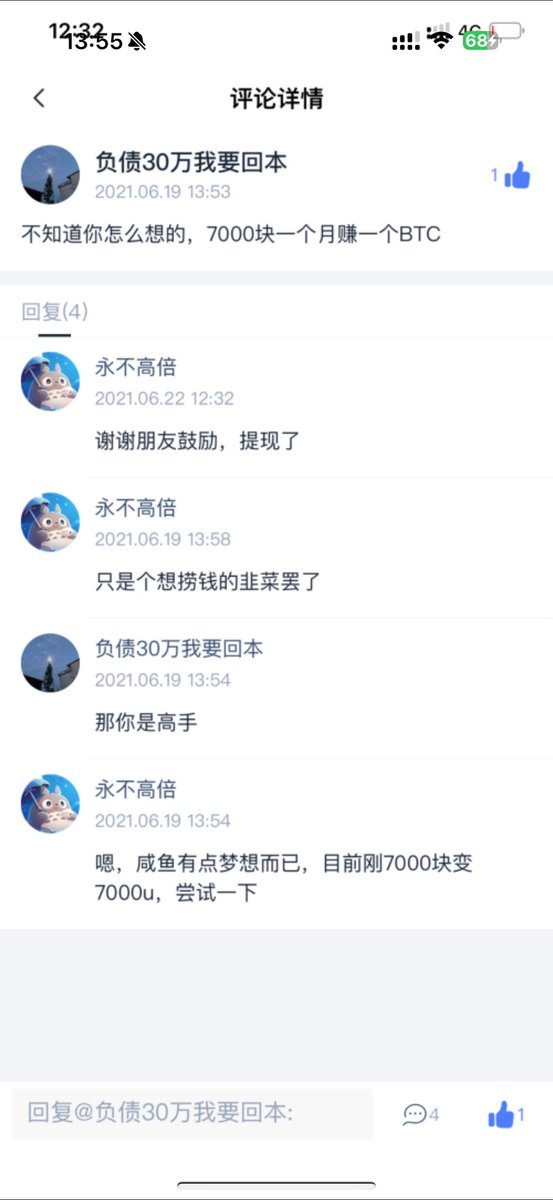 12:32
13:55
4G
68
评论详情
负债30万我要回本
2021.06.19 13:53
1
不知道你怎么想的，7000块一个月赚一个BTC
回复(4)
永不高倍
2021.06.22 12:32
谢谢朋友鼓励，提现了
永不高倍
2021.06.19 13:58
只是个想捞钱的韭菜罢了
负债30万我要回本
2021.06.19 13:54
那你是高手
永不高倍
2021.06.19 13:54
嗯，咸鱼有点梦想而已，目前刚7000块变
7000u，尝试一下
回复@负债30万我要回本:
4
1